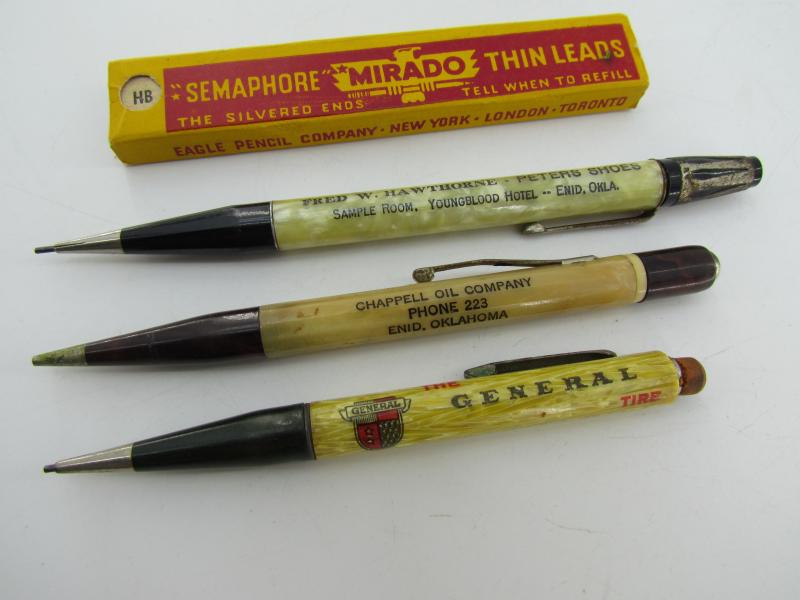 HB
"SEMAPHORE" MIRADO THIN LEADS
THE SILVERED ENDS TELL WHEN TO REFILL
EAGLE PENCIL COMPANY · NEW YORK · LONDON · TORONTO
FRED W. HAWTHORNE - PETERS SHOES
SAMPLE ROOM, YOUNGBLOOD HOTEL -- ENID, OKLA.
CHAPPELL OIL COMPANY
PHONE 223
ENID, OKLAHOMA
THE
GENERAL
TIRE
GENERAL